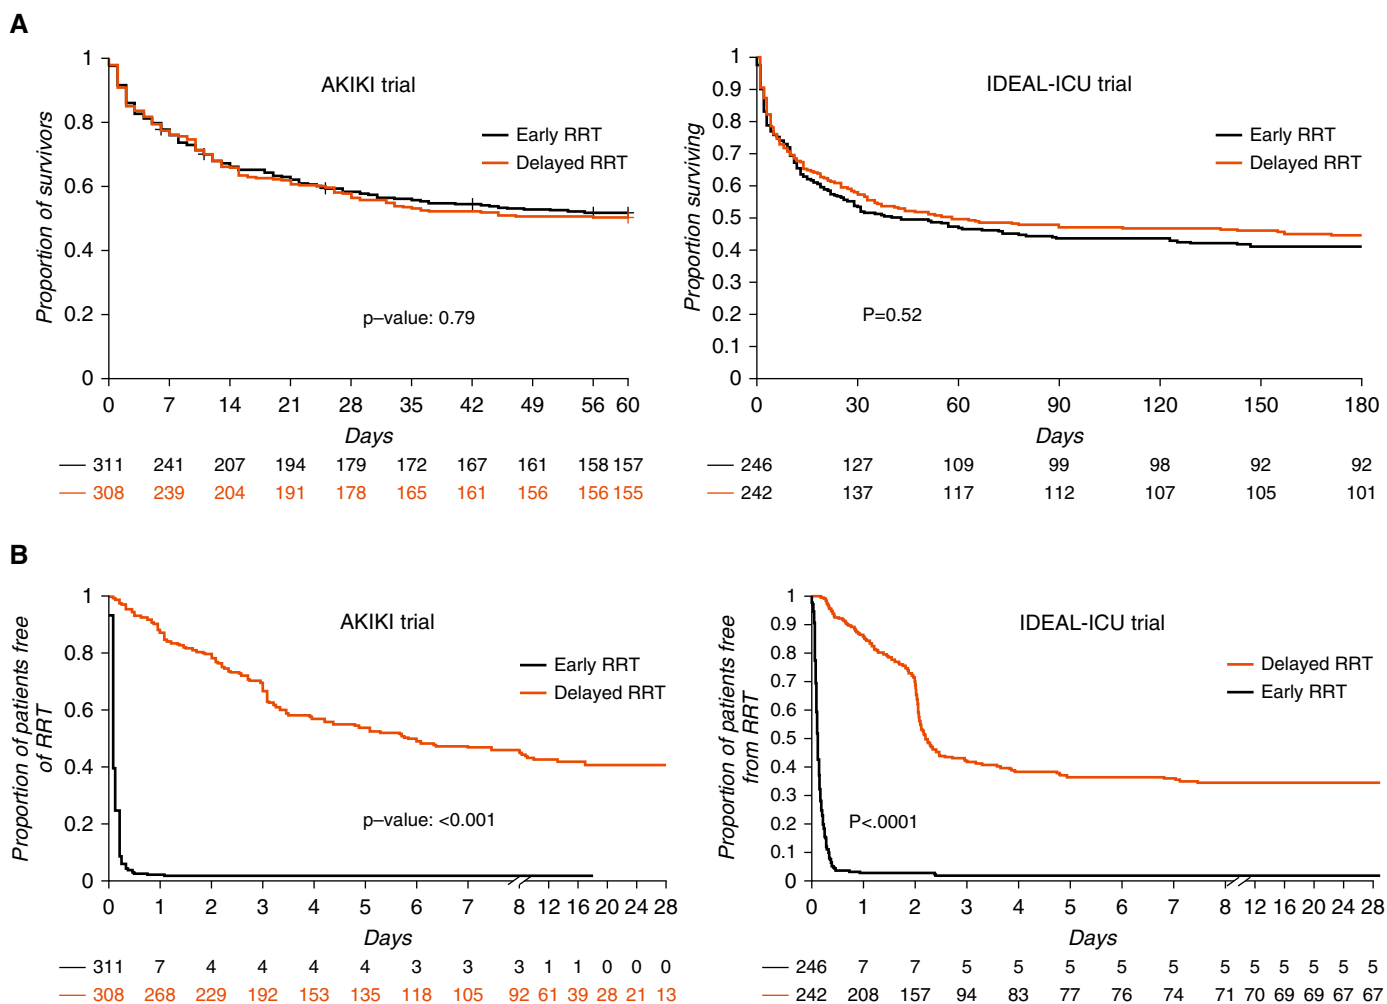 A
AKIKI trial
Proportion of survivors
1
0.8
0.6
0.4
0.2
0
Early RRT
Delayed RRT
p–value: 0.79
0 7 14 21 28 35 42 49 56 60
Days
311 241 207 194 179 172 167 161 158 157
308 239 204 191 178 165 161 156 156 155
IDEAL-ICU trial
Proportion surviving
1
0.9
0.8
0.7
0.6
0.5
0.4
0.3
0.2
0.1
0
Early RRT
Delayed RRT
P=0.52
0 30 60 90 120 150 180
Days
246 127 109 99 98 92 92
242 137 117 112 107 105 101
B
AKIKI trial
Proportion of patients free
of RRT
1
0.8
0.6
0.4
0.2
0
Early RRT
Delayed RRT
p–value: <0.001
0 1 2 3 4 5 6 7 8 12 16 20 24 28
Days
311 7 4 4 4 4 3 3 3 1 1 0 0 0
308 268 229 192 153 135 118 105 92 61 39 28 21 13
IDEAL-ICU trial
Proportion of patients free
from RRT
1
0.9
0.8
0.7
0.6
0.5
0.4
0.3
0.2
0.1
0
Delayed RRT
Early RRT
P<.0001
0 1 2 3 4 5 6 7 8 12 16 20 24 28
Days
246 7 7 5 5 5 5 5 5 5 5 5 5 5
242 208 157 94 83 77 76 74 71 70 69 69 67 67